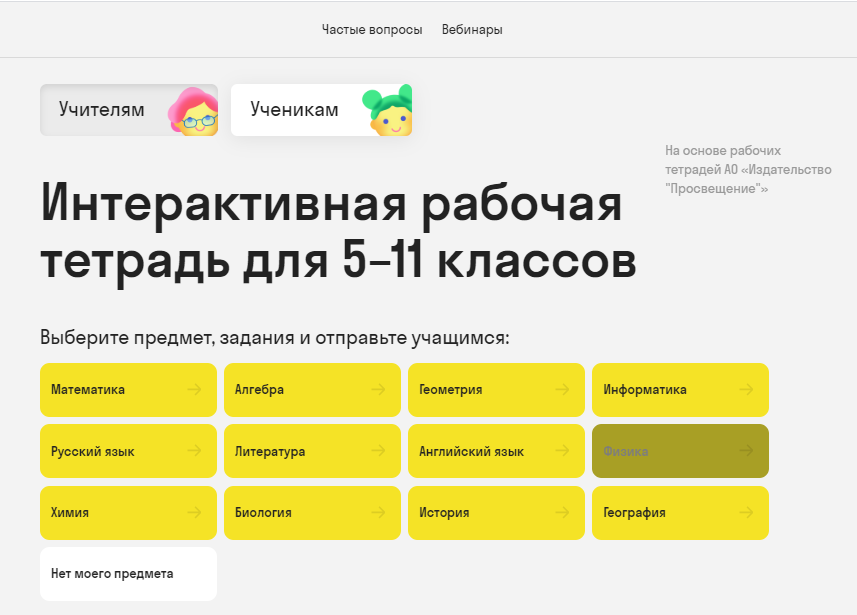 Частые вопросы Вебинары
Учителям Ученикам
На основе рабочих
тетрадей АО «Издательство
"Просвещение"»
Интерактивная рабочая
тетрадь для 5–11 классов
Выберите предмет, задания и отправьте учащимся:
Математика Алгебра Геометрия Информатика
Русский язык Литература Английский язык Физика
Химия Биология История География
Нет моего предмета